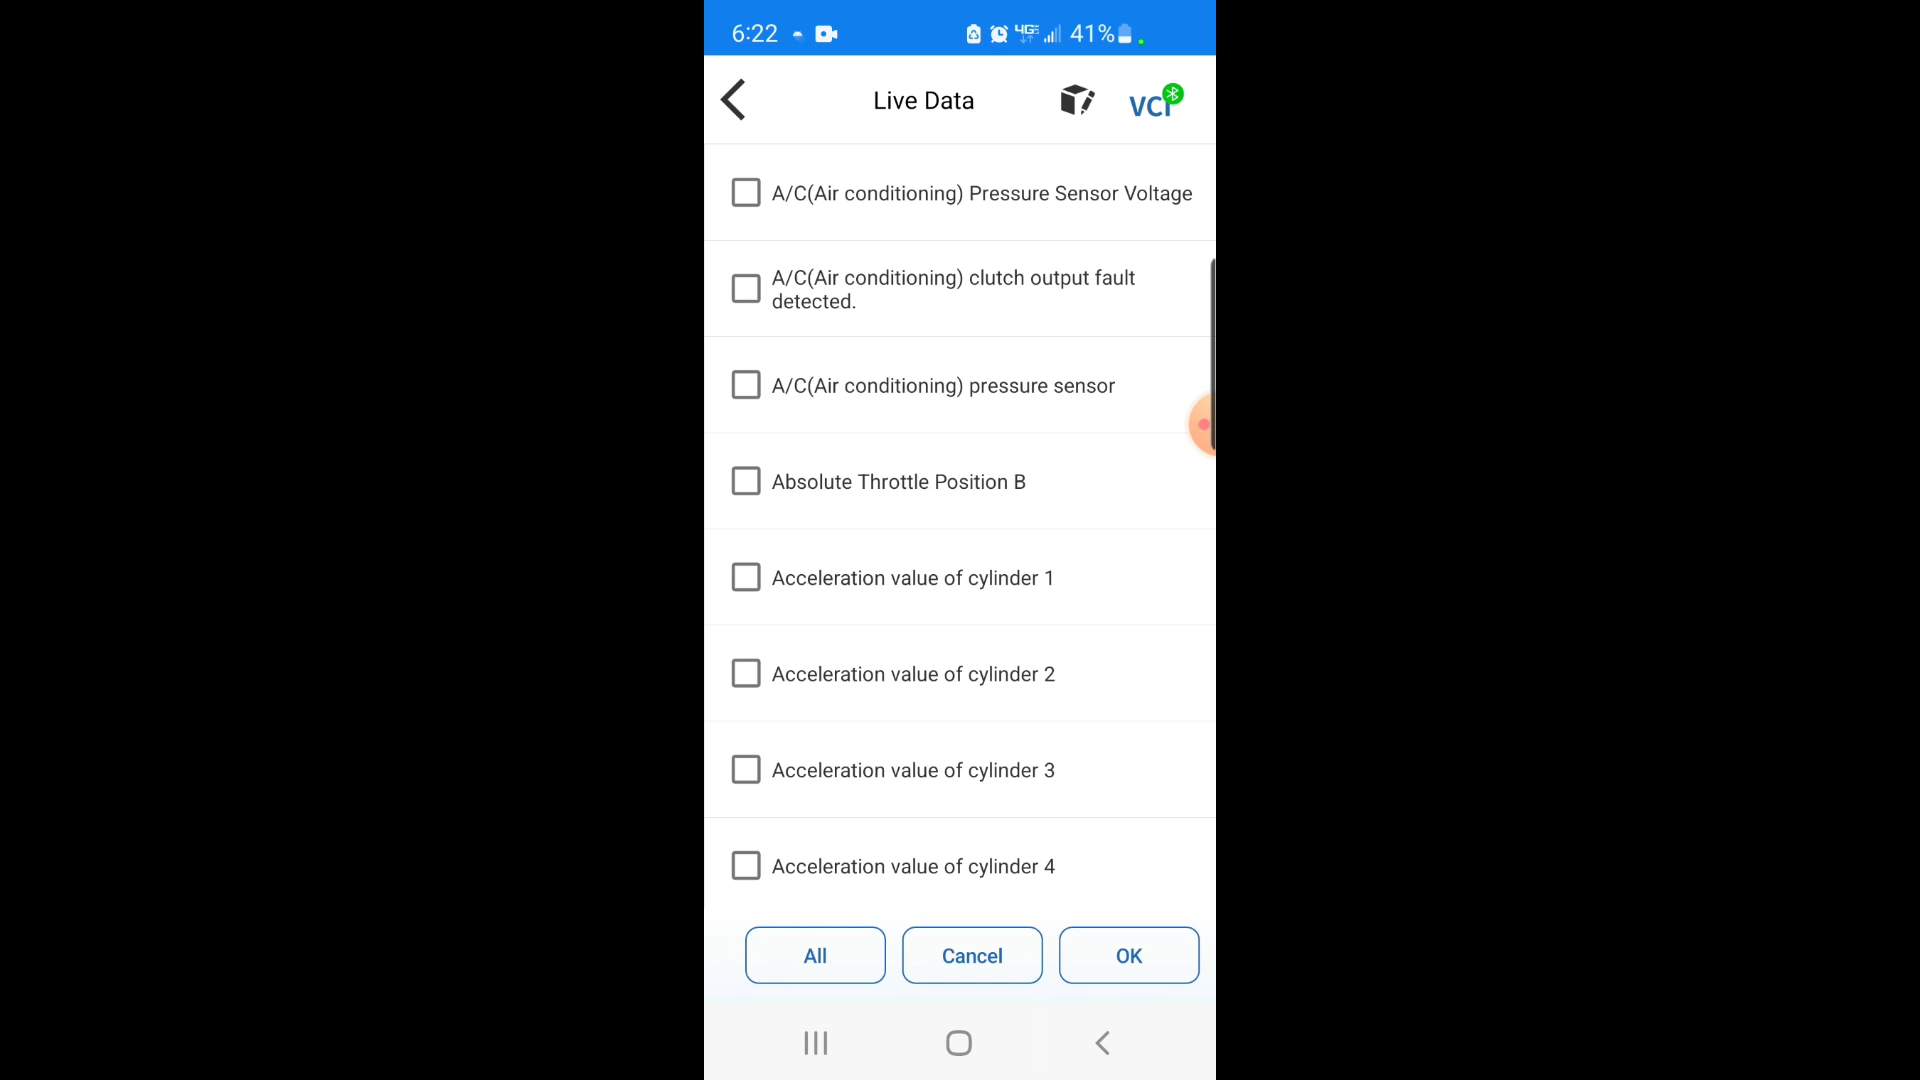 6:22
4G
41%
Live Data
VCI
A/C(Air conditioning) Pressure Sensor Voltage
A/C(Air conditioning) clutch output fault
detected.
A/C(Air conditioning) pressure sensor
Absolute Throttle Position B
Acceleration value of cylinder 1
Acceleration value of cylinder 2
Acceleration value of cylinder 3
Acceleration value of cylinder 4
All
Cancel
OK